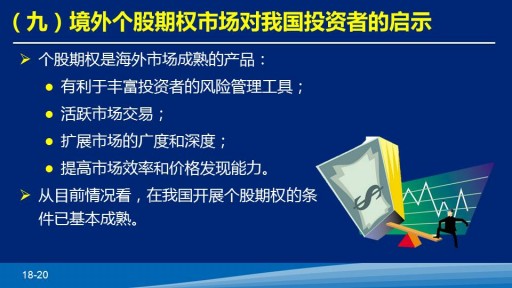 （九）境外个股期权市场对我国投资者的启示
➢ 个股期权是海外市场成熟的产品：
● 有利于丰富投资者的风险管理工具；
● 活跃市场交易；
● 扩展市场的广度和深度；
● 提高市场效率和价格发现能力。
➢ 从目前情况看，在我国开展个股期权的条
件已基本成熟。
$
18-20